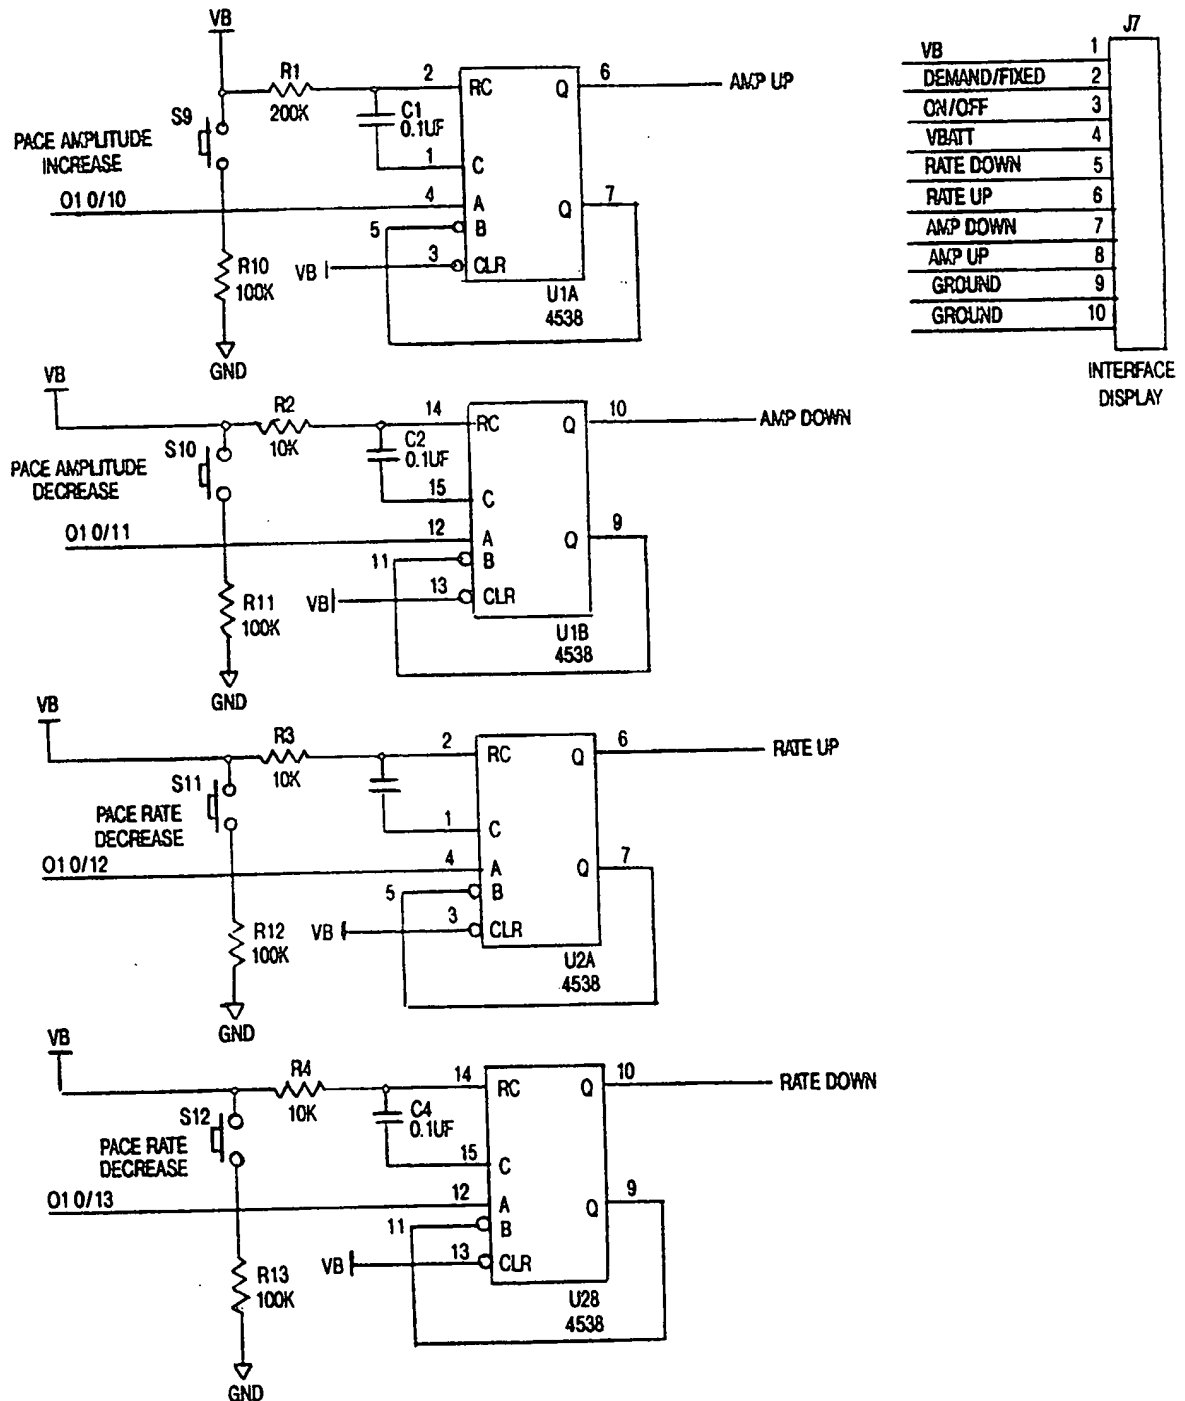 VB
R1
200K
2
RC
Q
6
AMP UP
S9
C1
0.1UF
PACE AMPLITUDE
INCREASE
1
C
4
A
Q
7
O1 0/10
5
B
3
CLR
VB
R10
100K
U1A
4538
GND
J7
VB 1
DEMAND/FIXED 2
ON/OFF 3
VBATT 4
RATE DOWN 5
RATE UP 6
AMP DOWN 7
AMP UP 8
GROUND 9
GROUND 10
INTERFACE
DISPLAY
VB
R2
10K
14
RC
Q
10
AMP DOWN
S10
C2
0.1UF
PACE AMPLITUDE
DECREASE
15
C
12
A
Q
9
O1 0/11
11
B
13
CLR
VB
R11
100K
U1B
4538
GND
VB
R3
10K
2
RC
Q
6
RATE UP
S11
PACE RATE
DECREASE
1
C
4
A
Q
7
O1 0/12
5
B
3
CLR
VB
R12
100K
U2A
4538
GND
VB
R4
10K
14
RC
Q
10
RATE DOWN
S12
C4
0.1UF
PACE RATE
DECREASE
15
C
12
A
Q
9
O1 0/13
11
B
13
CLR
VB
R13
100K
U28
4538
GND